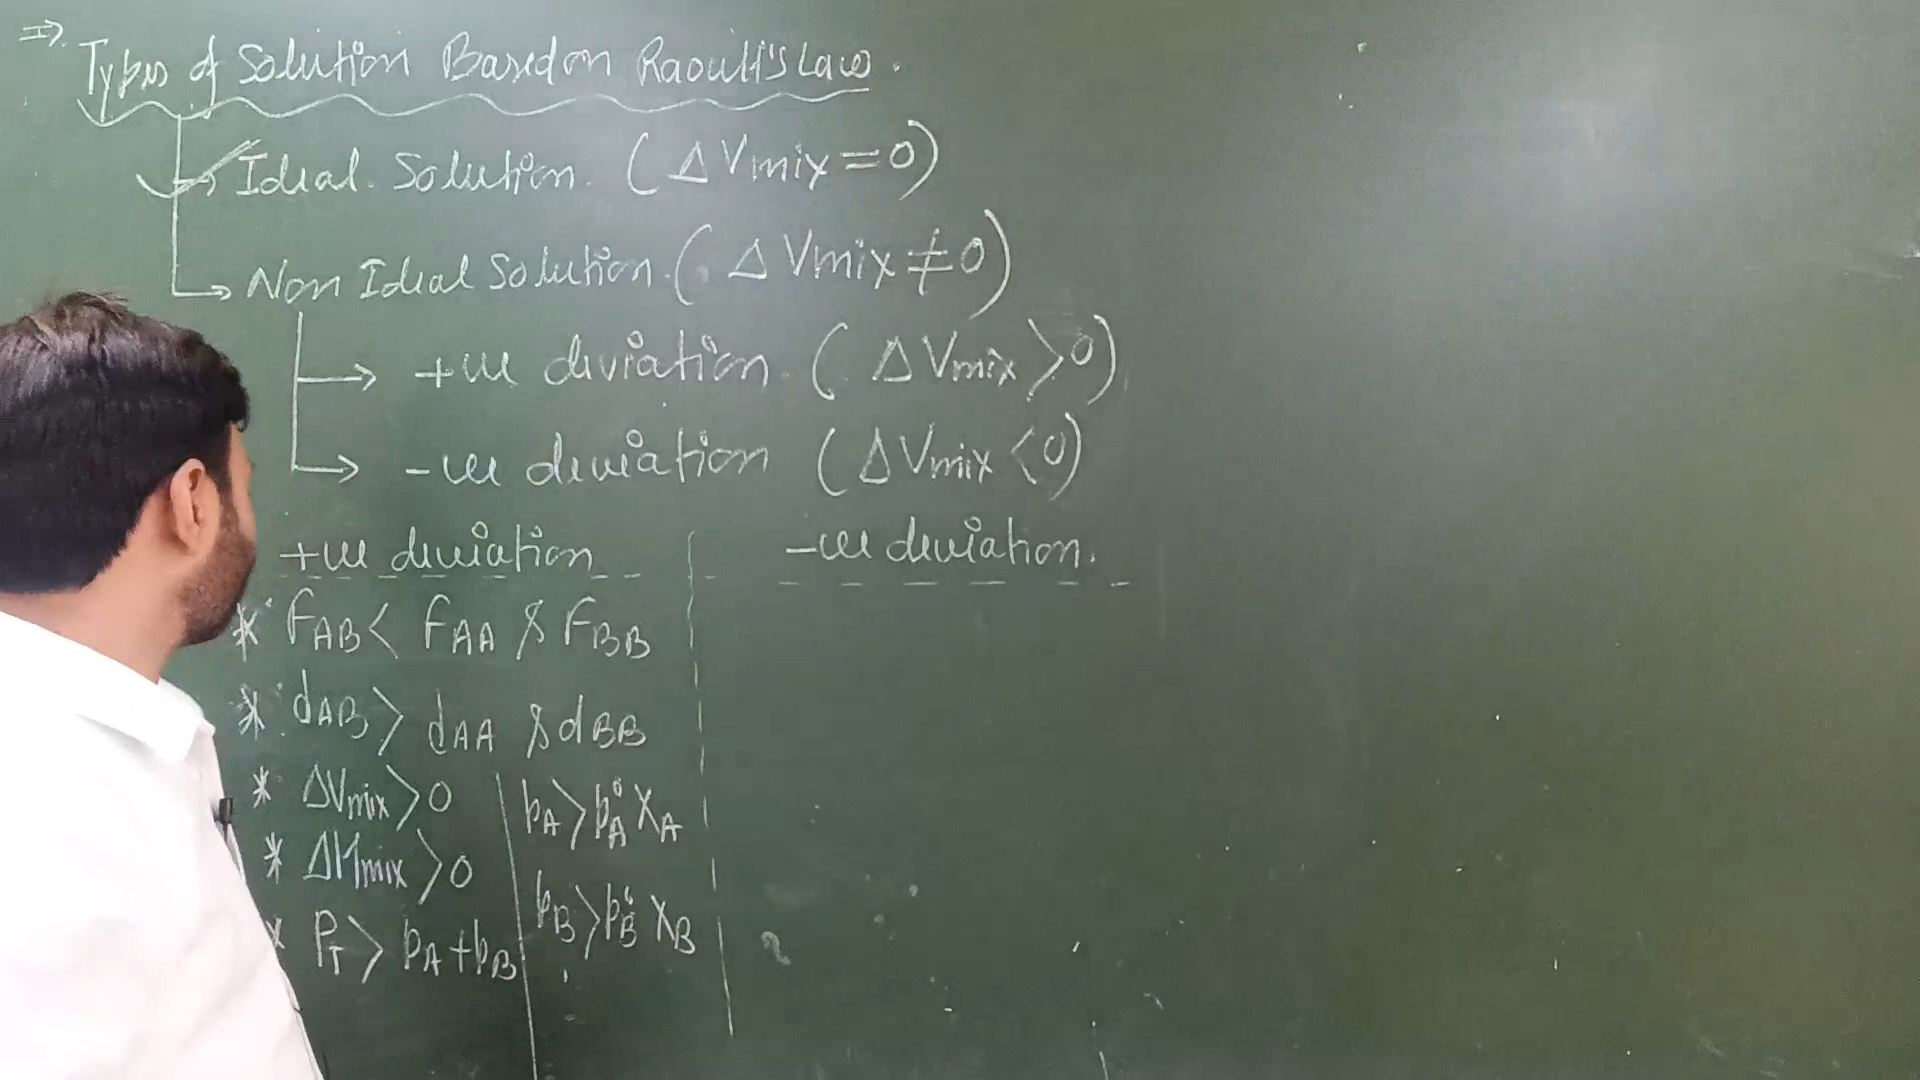 ⇒ Types of Solution Based on Raoult's Law.
→ Ideal Solution. (ΔVmix=0)
→ Non Ideal Solution. (ΔVmix≠0)
→ +ve deviation. (ΔVmix>0)
→ -ve deviation (ΔVmix<0)
+ve deviation
* FAB< FAA & FBB
* dAB> dAA & dBB
* ΔVmix>0
* ΔHmix>0
* PT> pA+pB
pA>p°A XA
pB>p°B XB
-ve deviation.